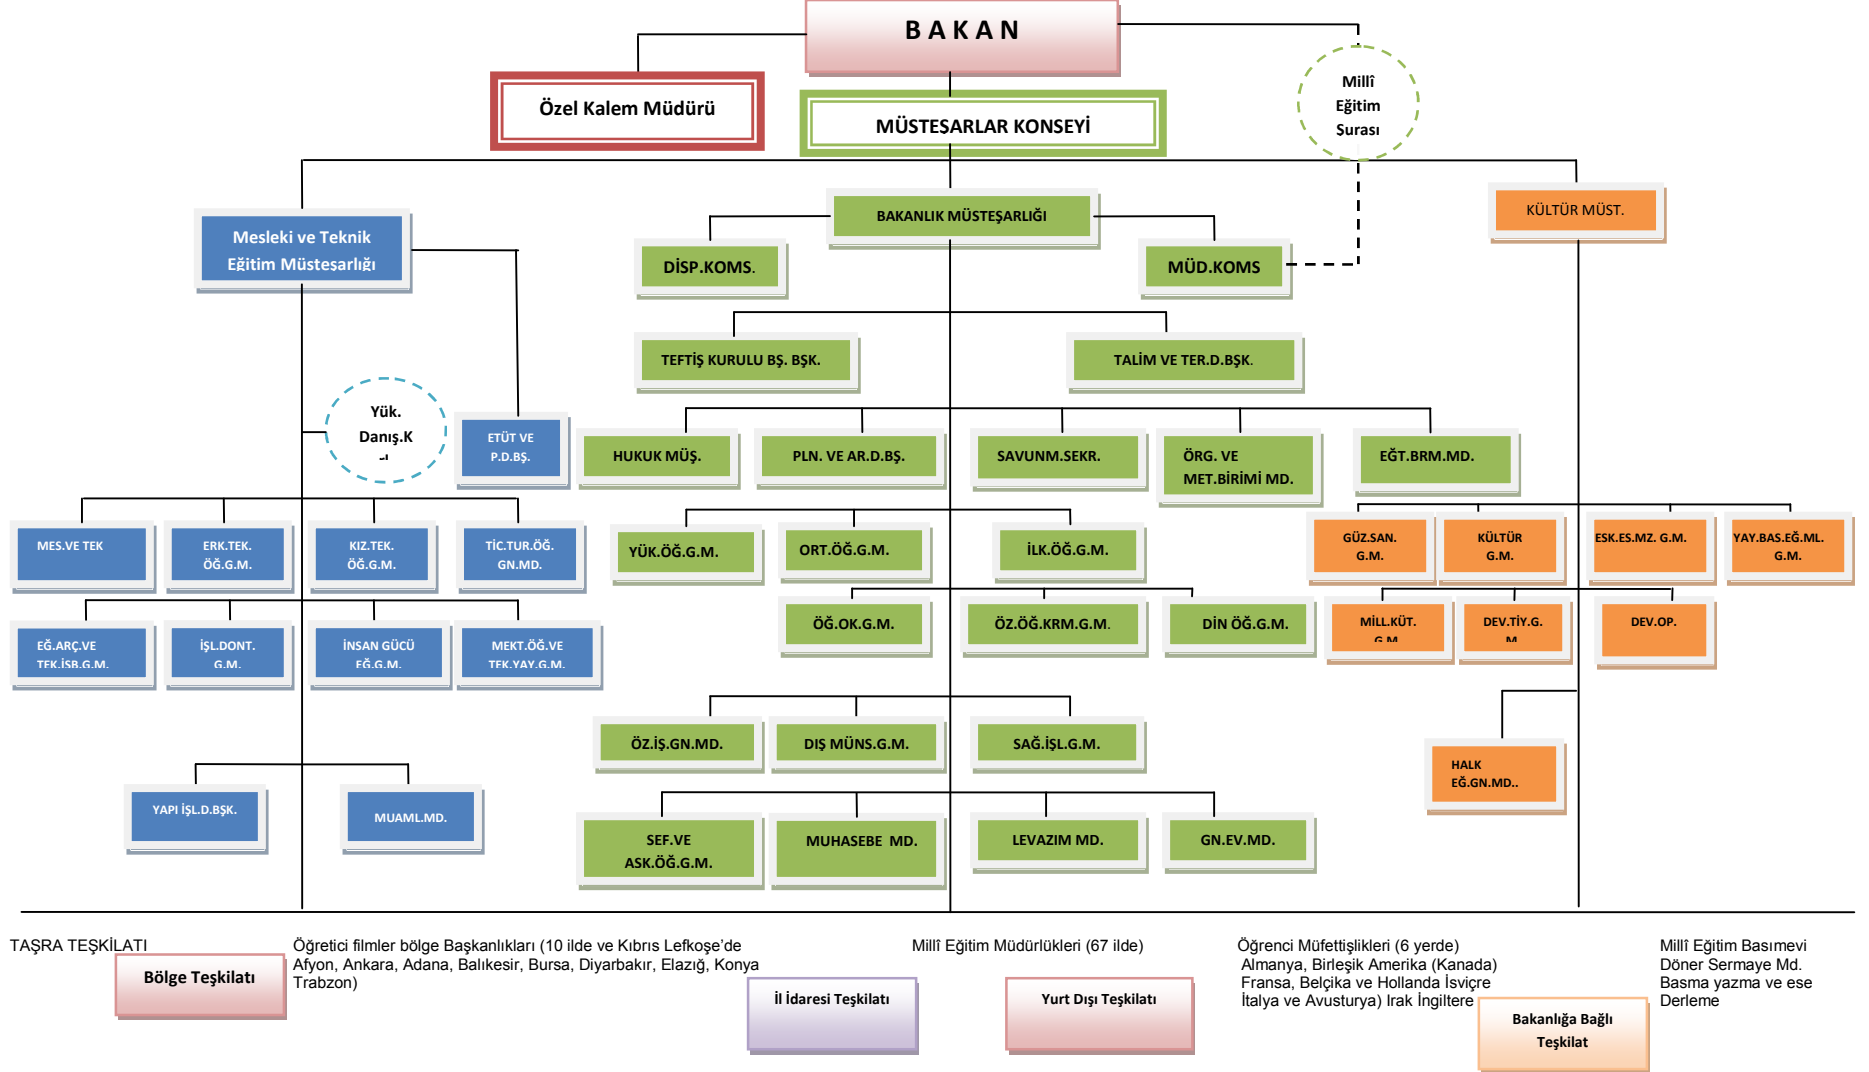 B A K A N
Özel Kalem Müdürü
MÜSTEŞARLAR KONSEYİ
Millî
Eğitim
Şurası
Mesleki ve Teknik
Eğitim Müsteşarlığı
BAKANLIK MÜSTEŞARLIĞI
KÜLTÜR MÜST.
DİSP.KOMS.
MÜD.KOMS
TEFTİŞ KURULU BŞ. BŞK.
TALİM VE TER.D.BŞK.
Yük.
Danış.K
ETÜT VE
P.D.BŞ.
HUKUK MÜŞ.
PLN. VE AR.D.BŞ.
SAVUNM.SEKR.
ÖRG. VE
MET.BİRİMİ MD.
EĞT.BRM.MD.
MES.VE TEK
ERK.TEK.
ÖĞ.G.M.
KIZ.TEK.
ÖĞ.G.M.
TİC.TUR.ÖĞ.
GN.MD.
YÜK.ÖĞ.G.M.
ORT.ÖĞ.G.M.
İLK.ÖĞ.G.M.
GÜZ.SAN.
G.M.
KÜLTÜR
G.M.
ESK.ES.MZ. G.M.
YAY.BAS.EĞ.ML.
G.M.
EĞ.ARÇ.VE
TEK.İŞB.G.M.
İŞL.DONT.
G.M.
İNSAN GÜCÜ
EĞ.G.M.
MEKT.ÖĞ.VE
TEK.YAY.G.M.
ÖĞ.OK.G.M.
ÖZ.ÖĞ.KRM.G.M.
DİN ÖĞ.G.M.
MİLL.KÜT.
G.M
DEV.TİY.G.
M
DEV.OP.
ÖZ.İŞ.GN.MD.
DIŞ MÜNS.G.M.
SAĞ.İŞL.G.M.
HALK
EĞ.GN.MD..
YAPI İŞL.D.BŞK.
MUAML.MD.
SEF.VE
ASK.ÖĞ.G.M.
MUHASEBE MD.
LEVAZIM MD.
GN.EV.MD.
TAŞRA TEŞKİLATI
Bölge Teşkilatı
Öğretici filmler bölge Başkanlıkları (10 ilde ve Kıbrıs Lefkoşe’de
Afyon, Ankara, Adana, Balıkesir, Bursa, Diyarbakır, Elazığ, Konya
Trabzon)
İl İdaresi Teşkilatı
Millî Eğitim Müdürlükleri (67 ilde)
Yurt Dışı Teşkilatı
Öğrenci Müfettişlikleri (6 yerde)
Almanya, Birleşik Amerika (Kanada)
Fransa, Belçika ve Hollanda İsviçre
İtalya ve Avusturya) Irak İngiltere
Bakanlığa Bağlı
Teşkilat
Millî Eğitim Basımevi
Döner Sermaye Md.
Basma yazma ve ese
Derleme